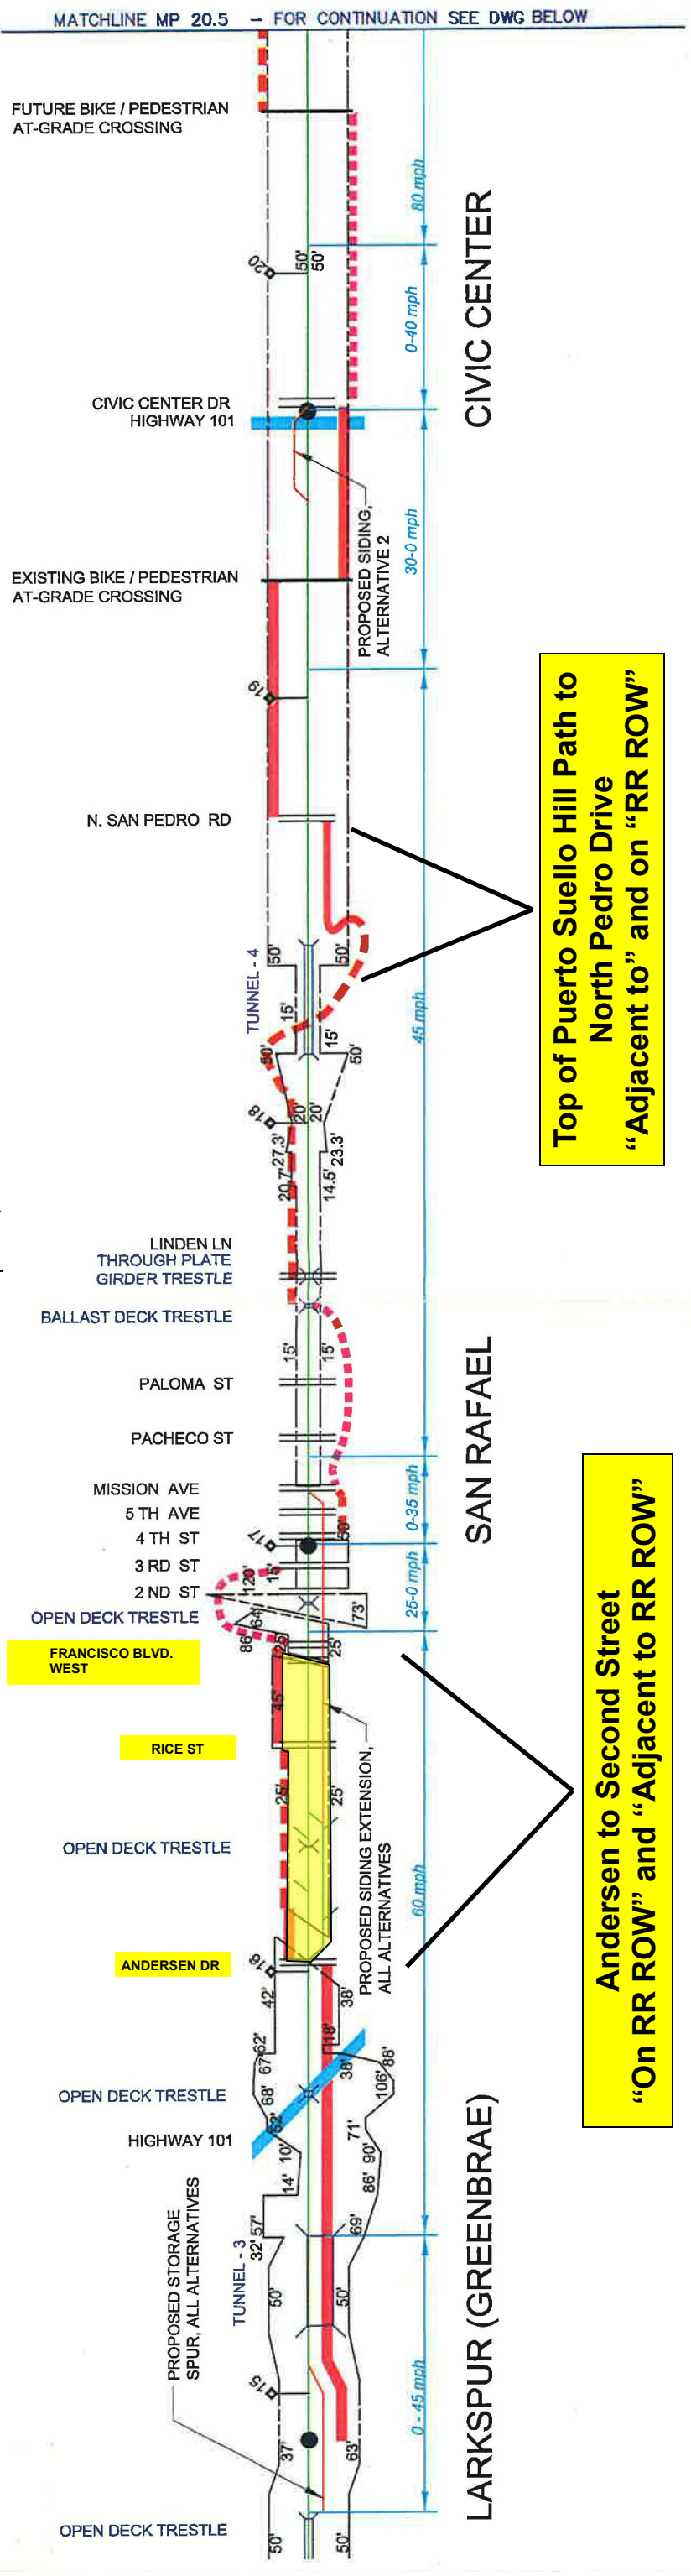 MATCHLINE MP 20.5 – FOR CONTINUATION SEE DWG BELOW
FUTURE BIKE / PEDESTRIAN
AT-GRADE CROSSING
80 mph
20
50'
50'
0-40 mph
CIVIC CENTER
CIVIC CENTER DR
HIGHWAY 101
PROPOSED SIDING,
ALTERNATIVE 2
30-0 mph
EXISTING BIKE / PEDESTRIAN
AT-GRADE CROSSING
19
N. SAN PEDRO RD
Top of Puerto Suello Hill Path to
North Pedro Drive
“Adjacent to” and on “RR ROW”
50'
50'
TUNNEL - 4
15'
15'
45 mph
50'
50'
18
20'
20'
27.3'
23.3'
20.7'
14.5'
LINDEN LN
THROUGH PLATE
GIRDER TRESTLE
BALLAST DECK TRESTLE
15'
15'
PALOMA ST
PACHECO ST
SAN RAFAEL
MISSION AVE
5 TH AVE
4 TH ST
17
50'
0-35 mph
3 RD ST
15'
120'
2 ND ST
25-0 mph
73'
64'
OPEN DECK TRESTLE
86'
25'
25'
FRANCISCO BLVD.
WEST
45'
RICE ST
25'
25'
PROPOSED SIDING EXTENSION,
ALL ALTERNATIVES
Andersen to Second Street
“On RR ROW” and “Adjacent to RR ROW”
OPEN DECK TRESTLE
60 mph
ANDERSEN DR
16
42'
38'
18'
62'
67'
38'
88'
68'
106'
OPEN DECK TRESTLE
52'
71'
HIGHWAY 101
10'
90'
14'
86'
57'
69'
32'
TUNNEL - 3
PROPOSED STORAGE
SPUR, ALL ALTERNATIVES
50'
50'
LARKSPUR (GREENBRAE)
15
0 - 45 mph
37'
63'
OPEN DECK TRESTLE
50'
50'